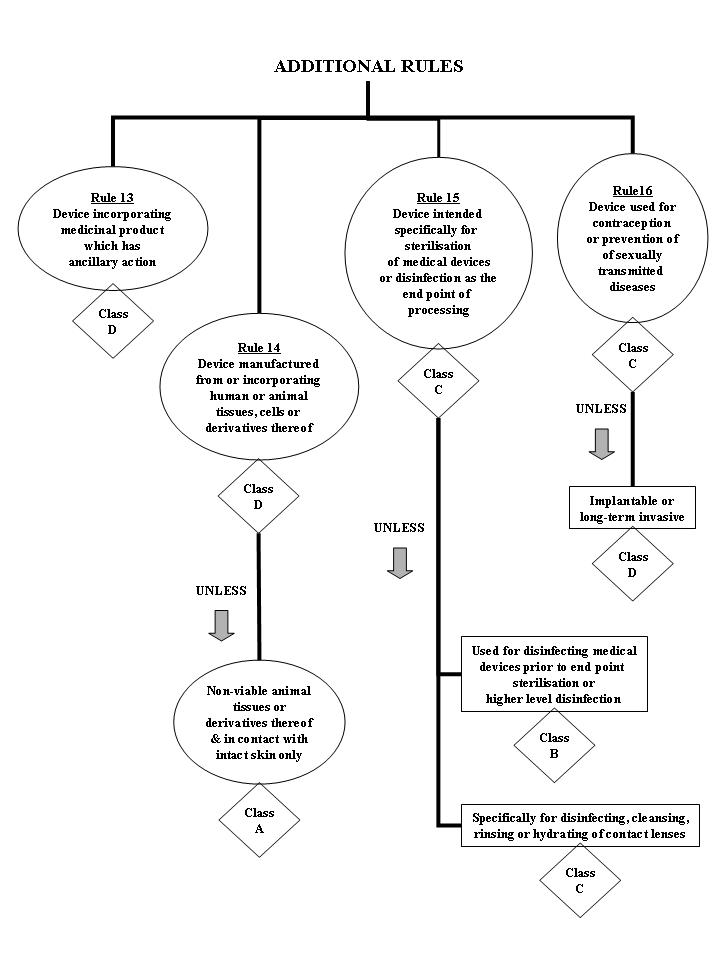 ADDITIONAL RULES
Rule 13
Device incorporating
medicinal product
which has
ancillary action
Class
D
Rule 14
Device manufactured
from or incorporating
human or animal
tissues, cells or
derivatives thereof
Class
D
UNLESS
Non-viable animal
tissues or
derivatives thereof
& in contact with
intact skin only
Class
A
Rule 15
Device intended
specifically for
sterilisation
of medical devices
or disinfection as the
end point of
processing
Class
C
UNLESS
Used for disinfecting medical
devices prior to end point
sterilisation or
higher level disinfection
Class
B
Specifically for disinfecting, cleansing,
rinsing or hydrating of contact lenses
Class
C
Rule16
Device used for
contraception
or prevention of
of sexually
transmitted
diseases
Class
C
UNLESS
Implantable or
long-term invasive
Class
D